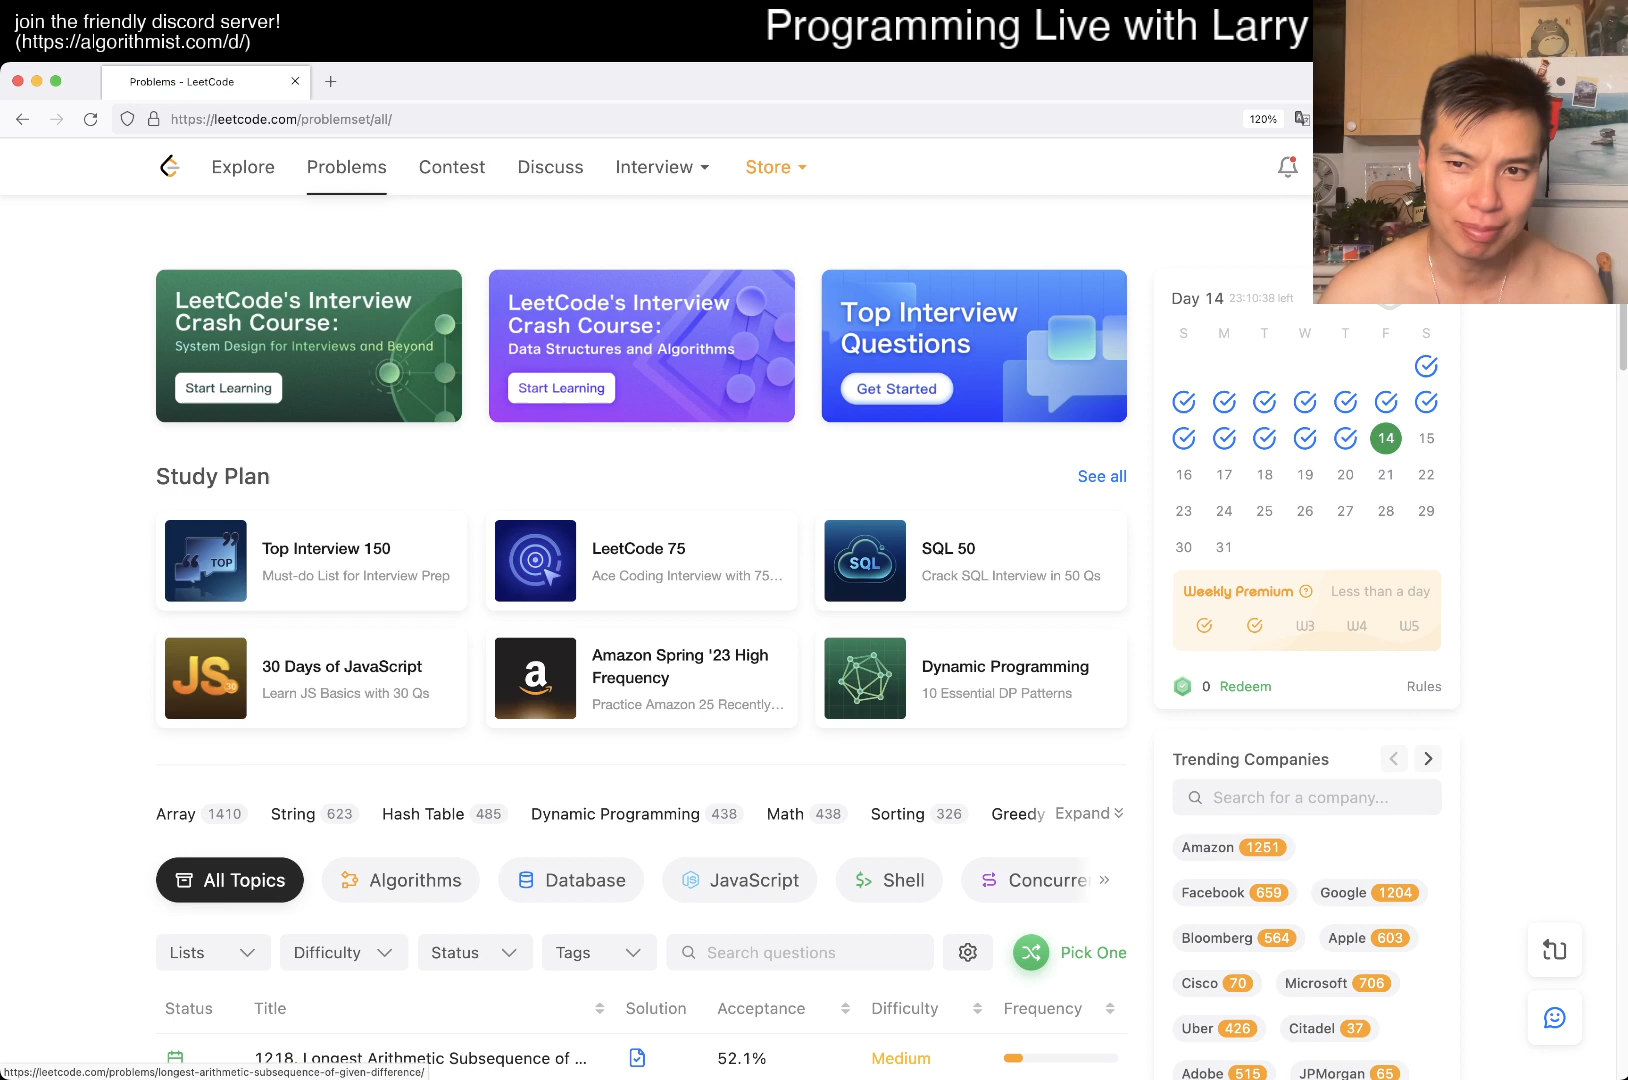 join the friendly discord server!
(https://algorithmist.com/d/)
Programming Live with Larry
Problems - LeetCode
https://leetcode.com/problemset/all/
120%
Explore
Problems
Contest
Discuss
Interview
Store
LeetCode's Interview
Crash Course:
System Design for Interviews and Beyond
Start Learning
LeetCode's Interview
Crash Course:
Data Structures and Algorithms
Start Learning
Top Interview
Questions
Get Started
Day 14 23:10:38 left
S M T W T F S
14 15
16 17 18 19 20 21 22
23 24 25 26 27 28 29
30 31
Weekly Premium Less than a day
W3 W4 W5
0 Redeem Rules
Study Plan
See all
TOP
Top Interview 150
Must-do List for Interview Prep
LeetCode 75
Ace Coding Interview with 75...
SQL
SQL 50
Crack SQL Interview in 50 Qs
JS 30
30 Days of JavaScript
Learn JS Basics with 30 Qs
a
Amazon Spring '23 High
Frequency
Practice Amazon 25 Recently...
Dynamic Programming
10 Essential DP Patterns
Array 1410 String 623 Hash Table 485 Dynamic Programming 438 Math 438 Sorting 326 Greedy Expand
All Topics
Algorithms
Database
JavaScript
Shell
Concurre
Lists
Difficulty
Status
Tags
Search questions
Pick One
Status Title Solution Acceptance Difficulty Frequency
1218. Longest Arithmetic Subsequence of ... 52.1% Medium
Trending Companies
Search for a company...
Amazon 1251
Facebook 659 Google 1204
Bloomberg 564 Apple 603
Cisco 70 Microsoft 706
Uber 426 Citadel 37
Adobe 515 JPMorgan 65
https://leetcode.com/problems/longest-arithmetic-subsequence-of-given-difference/